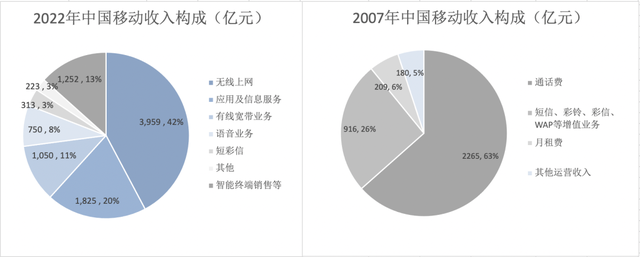 2022年中国移动收入构成（亿元）
1,252 , 13%
223 , 3%
313 , 3%
750 , 8%
1,050 , 11%
1,825 , 20%
3,959 , 42%
无线上网
应用及信息服务
有线宽带业务
语音业务
短彩信
其他
智能终端销售等
2007年中国移动收入构成（亿元）
180, 5%
209, 6%
916, 26%
2265, 63%
通话费
短信、彩铃、彩信、
WAP等增值业务
月租费
其他运营收入